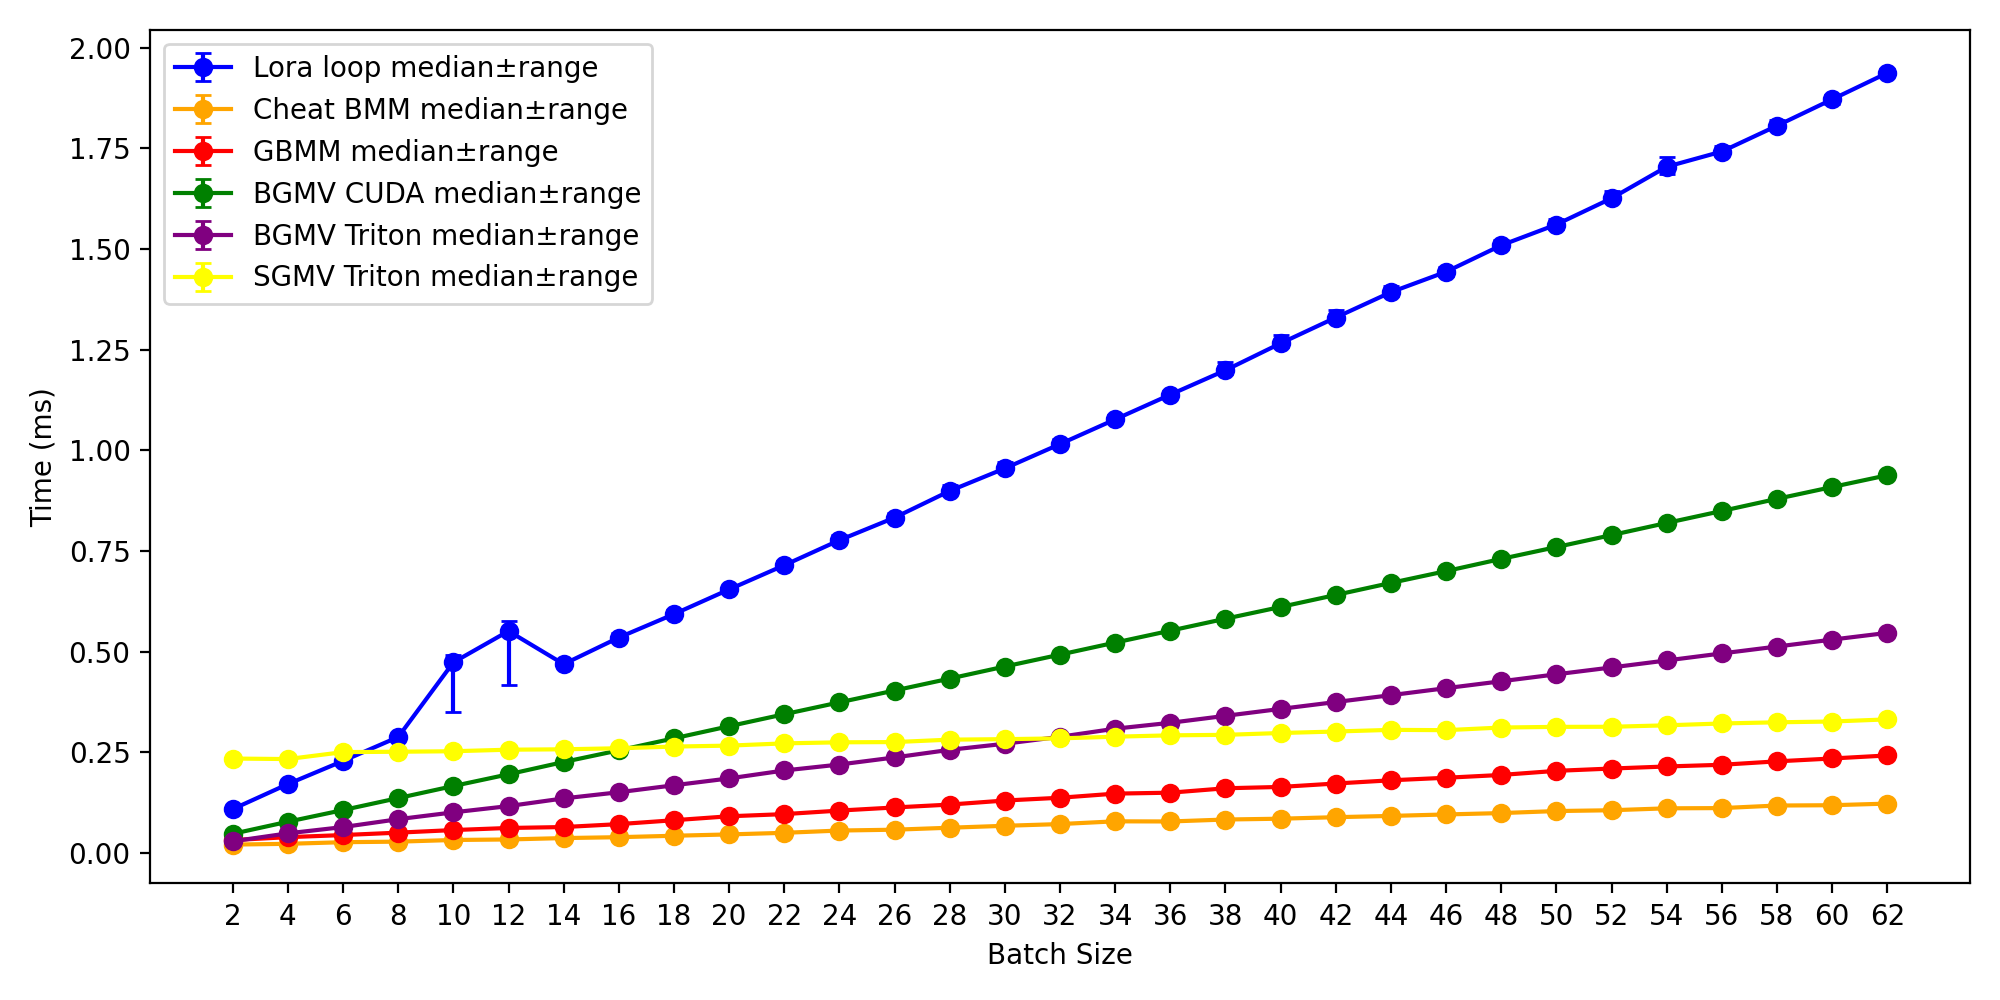 2.00
1.75
1.50
1.25
1.00
0.75
0.50
0.25
0.00
Time (ms)
Lora loop median±range
Cheat BMM median±range
GBMM median±range
BGMV CUDA median±range
BGMV Triton median±range
SGMV Triton median±range
2 4 6 8 10 12 14 16 18 20 22 24 26 28 30 32 34 36 38 40 42 44 46 48 50 52 54 56 58 60 62
Batch Size